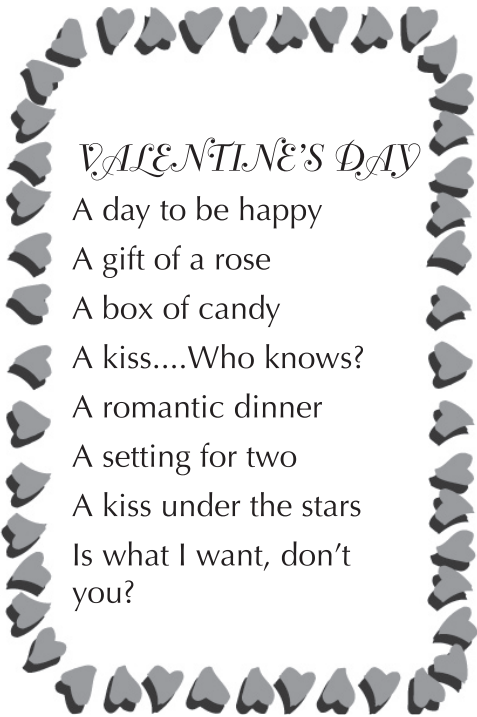 VALENTINE'S DAY
A day to be happy
A gift of a rose
A box of candy
A kiss....Who knows?
A romantic dinner
A setting for two
A kiss under the stars
Is what I want, don't
you?